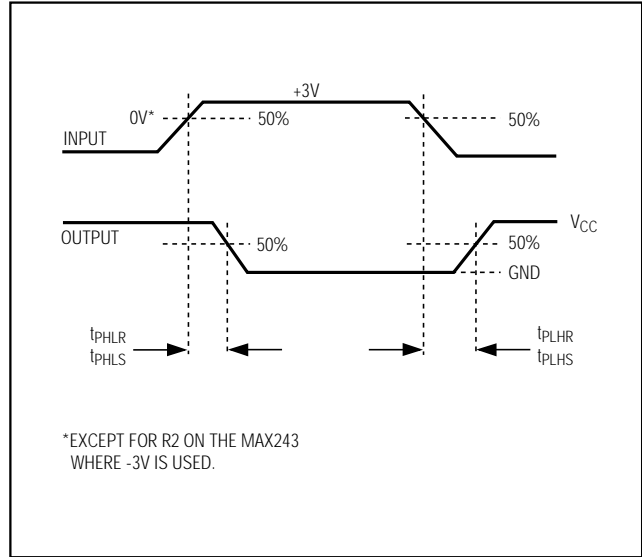 +3V
0V*
50%
50%
INPUT
OUTPUT
VCC
50%
50%
GND
tPHLR
tPHLS
tPLHR
tPLHS
*EXCEPT FOR R2 ON THE MAX243
WHERE -3V IS USED.